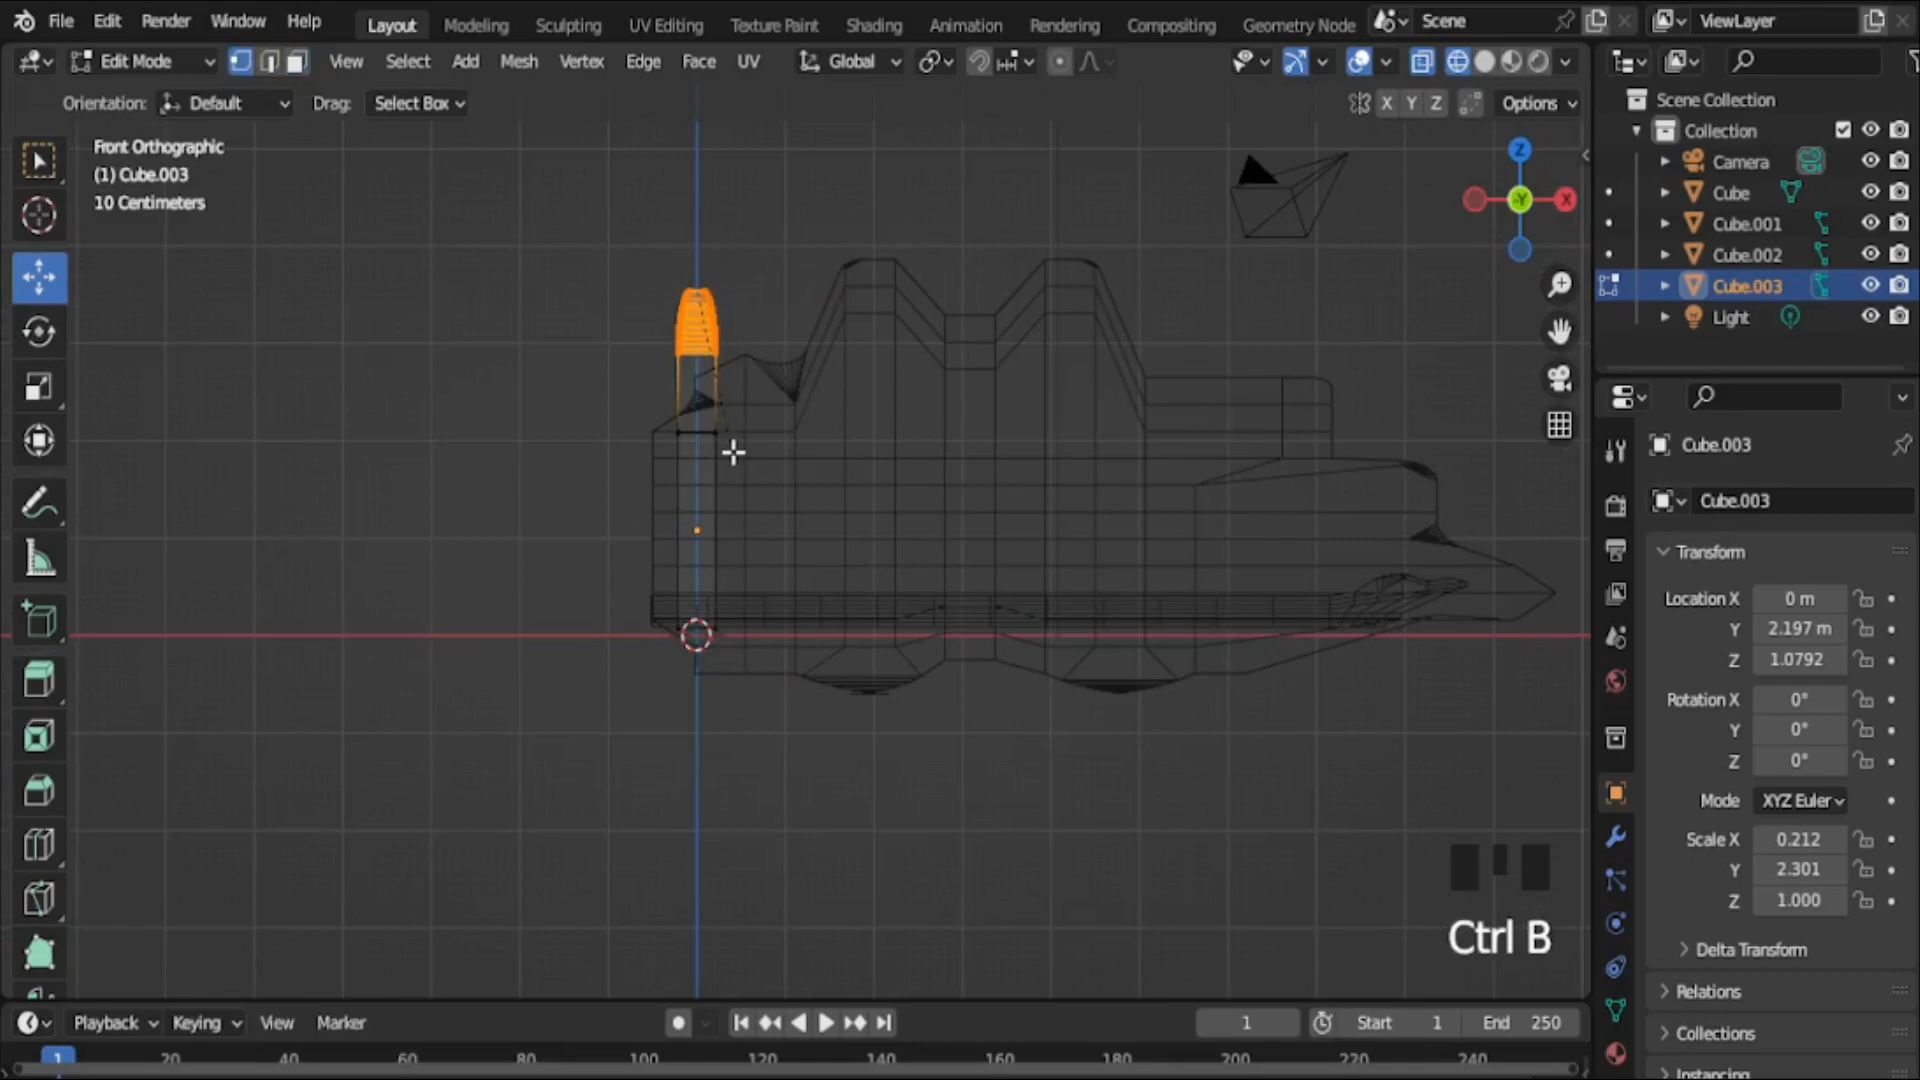 File Edit Render Window Help Layout Modeling Sculpting UV Editing Texture Paint Shading Animation Rendering Compositing Geometry Node Scene ViewLayer
Edit Mode View Select Add Mesh Vertex Edge Face UV Global
Orientation: Default Drag: Select Box X Y Z Options
Front Orthographic
(1) Cube.003
10 Centimeters
Z
-Y
X
Scene Collection
Collection
Camera
Cube
Cube.001
Cube.002
Cube.003
Light
Cube.003
Cube.003
Transform
Location X 0 m
Y 2.197 m
Z 1.0792
Rotation X 0°
Y 0°
Z 0°
Mode XYZ Euler
Scale X 0.212
Y 2.301
Z 1.000
Delta Transform
Relations
Collections
Instancing
Ctrl B
Playback Keying View Marker 1 Start 1 End 250
1 20 40 60 80 100 120 140 160 180 200 220 240